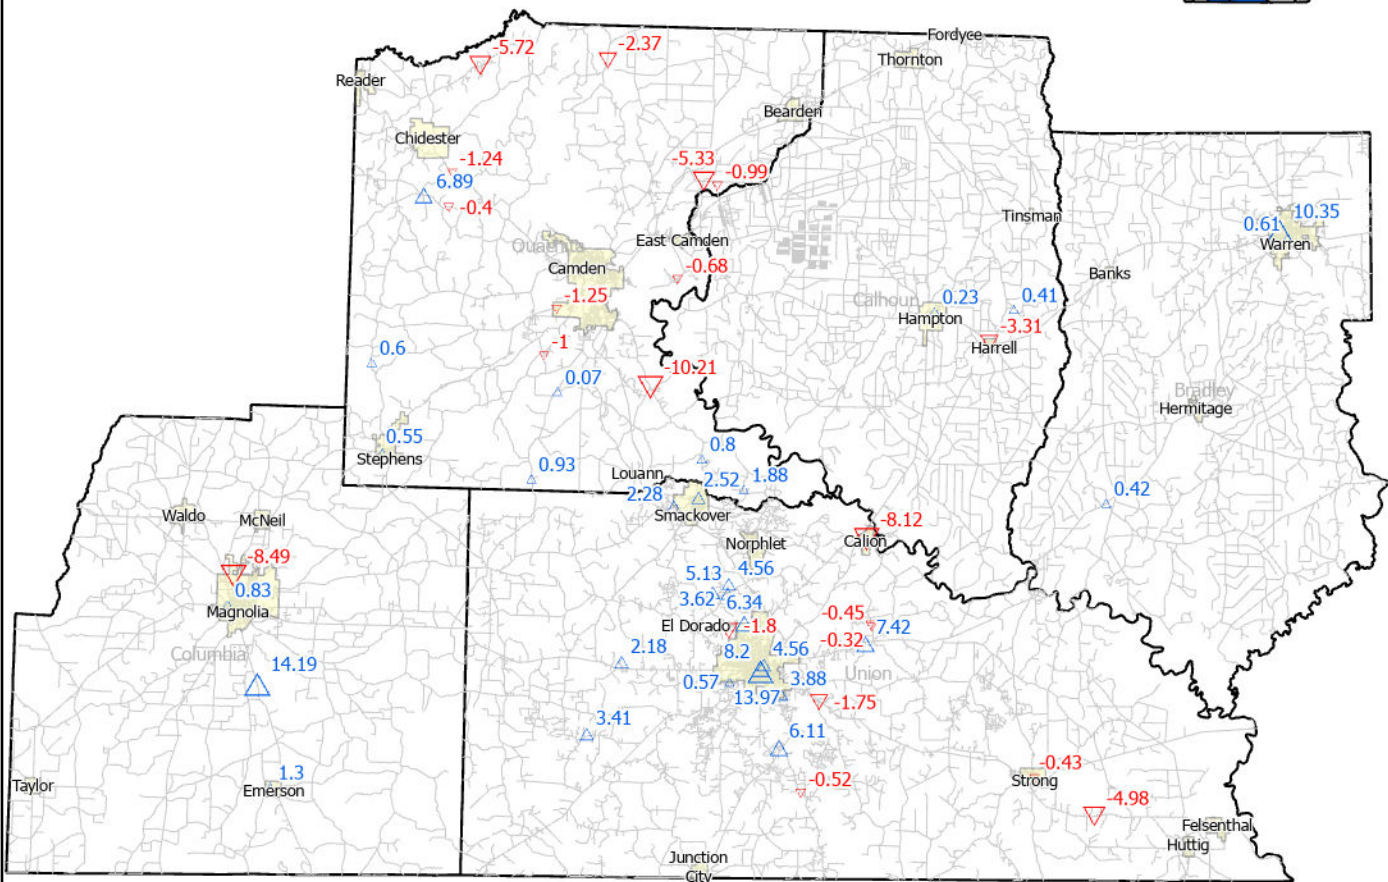 Fordyce
-5.72
-2.37
Thornton
Reader
Bearden
Chidester
-1.24
-5.33
-0.99
6.89
-0.4
Tinsman
10.35
0.61
Warren
Ouachita
East Camden
Camden
-0.68
Banks
-1.25
Calhoun
0.23
0.41
Hampton
-3.31
Harrell
-1
0.6
0.07
-10.21
Bradley
Hermitage
0.55
Stephens
0.8
0.93
Louann
2.52
1.88
2.28
0.42
Smackover
Waldo
McNeil
-8.12
Calion
Norphlet
-8.49
0.83
Magnolia
5.13
4.56
3.62
6.34
-0.45
El Dorado
-1.8
7.42
-0.32
Columbia
14.19
2.18
8.2
4.56
Union
0.57
3.88
13.97
-1.75
3.41
6.11
1.3
Taylor
Emerson
-0.52
-0.43
Strong
-4.98
Felsenthal
Huttig
Junction
City